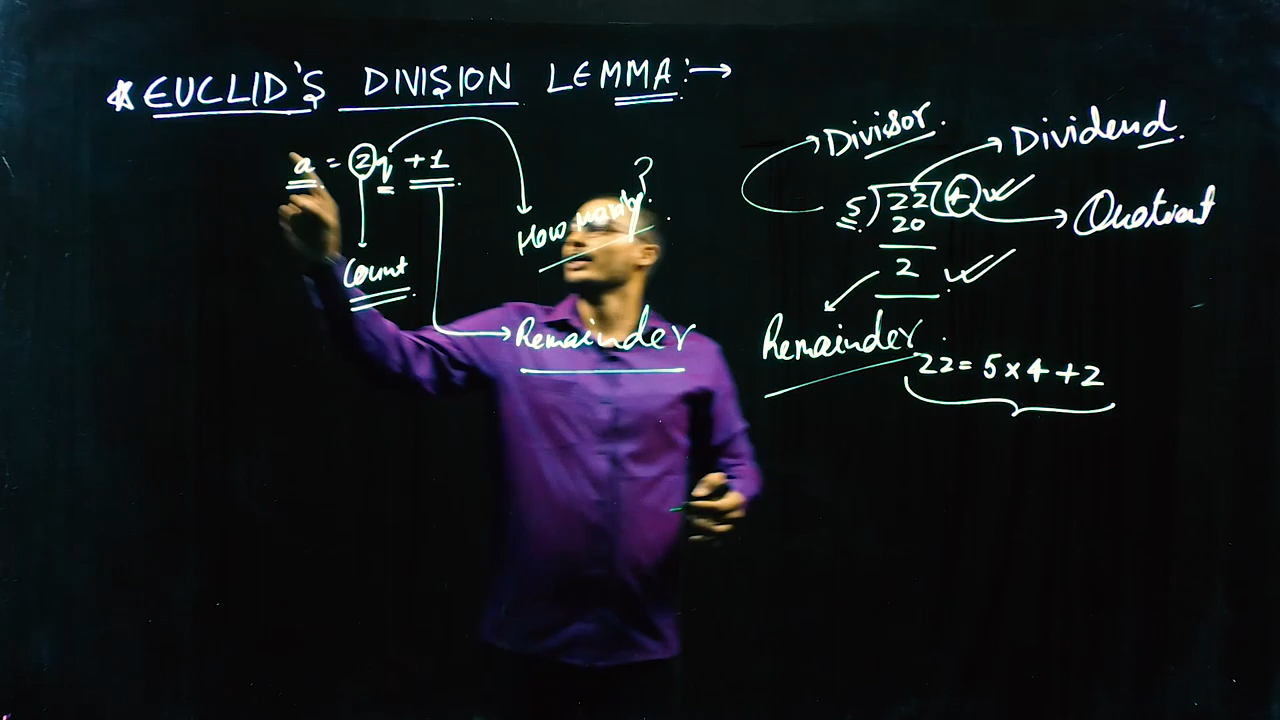 * EUCLID'S DIVISION LEMMA:→
a = 2q + 1
Count
How many?
Remainder
Divisor.
Dividend.
5) 22 (4
20
2
Quotient
Remainder.
22 = 5 × 4 + 2